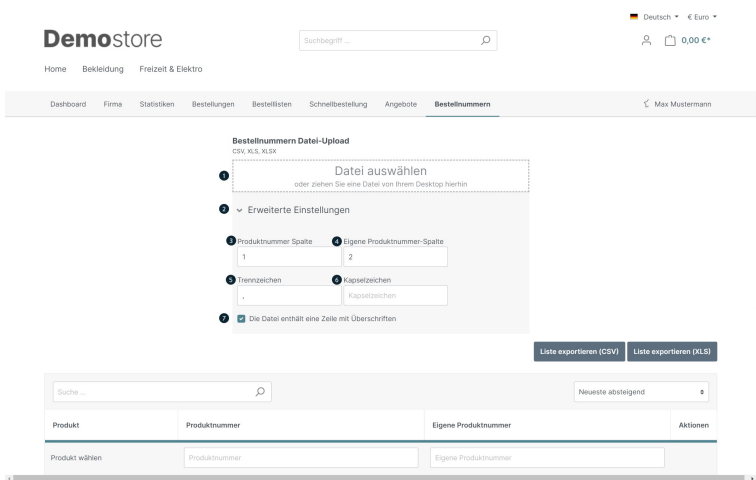 Deutsch € Euro
Demostore
Suchbegriff ...
0,00 €*
Home Bekleidung Freizeit & Elektro
Dashboard Firma Statistiken Bestellungen Bestelllisten Schnellbestellung Angebote Bestellnummern Max Mustermann
Bestellnummern Datei-Upload
CSV, XLS, XLSX
1 Datei auswählen
oder ziehen Sie eine Datei von Ihrem Desktop hierhin
2 Erweiterte Einstellungen
3 Produktnummer Spalte 4 Eigene Produktnummer-Spalte
1 2
5 Trennzeichen 6 Kapselzeichen
, Kapselzeichen
7 Die Datei enthält eine Zeile mit Überschriften
Liste exportieren (CSV) Liste exportieren (XLS)
Suche ... Neueste absteigend
Produkt Produktnummer Eigene Produktnummer Aktionen
Produkt wählen Produktnummer Eigene Produktnummer